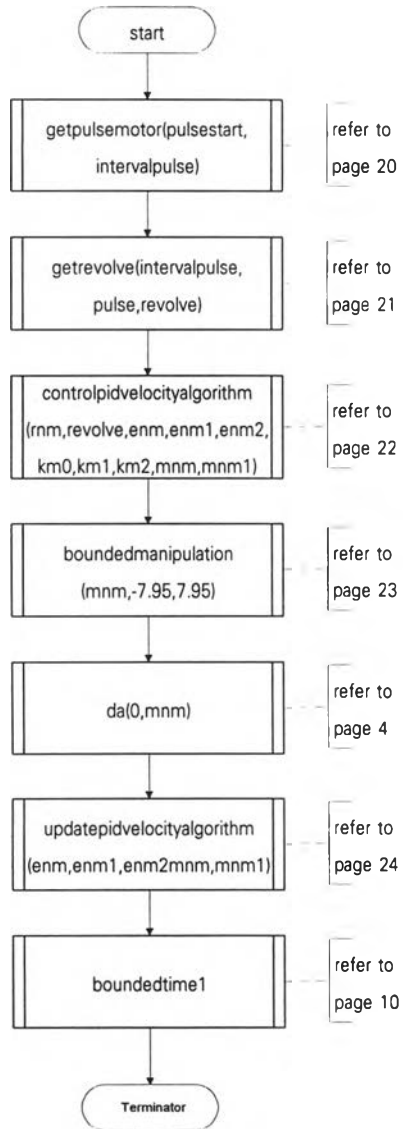 start
getpulsemotor(pulsestart,
intervalpulse)
refer to
page 20
getrevolve(intervalpulse,
pulse,revolve)
refer to
page 21
controlpidvelocityalgorithm
(rnm,revolve,enm,enm1,enm2,
km0,km1,km2,mnm,mnm1)
refer to
page 22
boundedmanipulation
(mnm,-7.95,7.95)
refer to
page 23
da(0,mnm)
refer to
page 4
updatepidvelocityalgorithm
(enm,enm1,enm2mnm,mnm1)
refer to
page 24
boundedtime1
refer to
page 10
Terminator